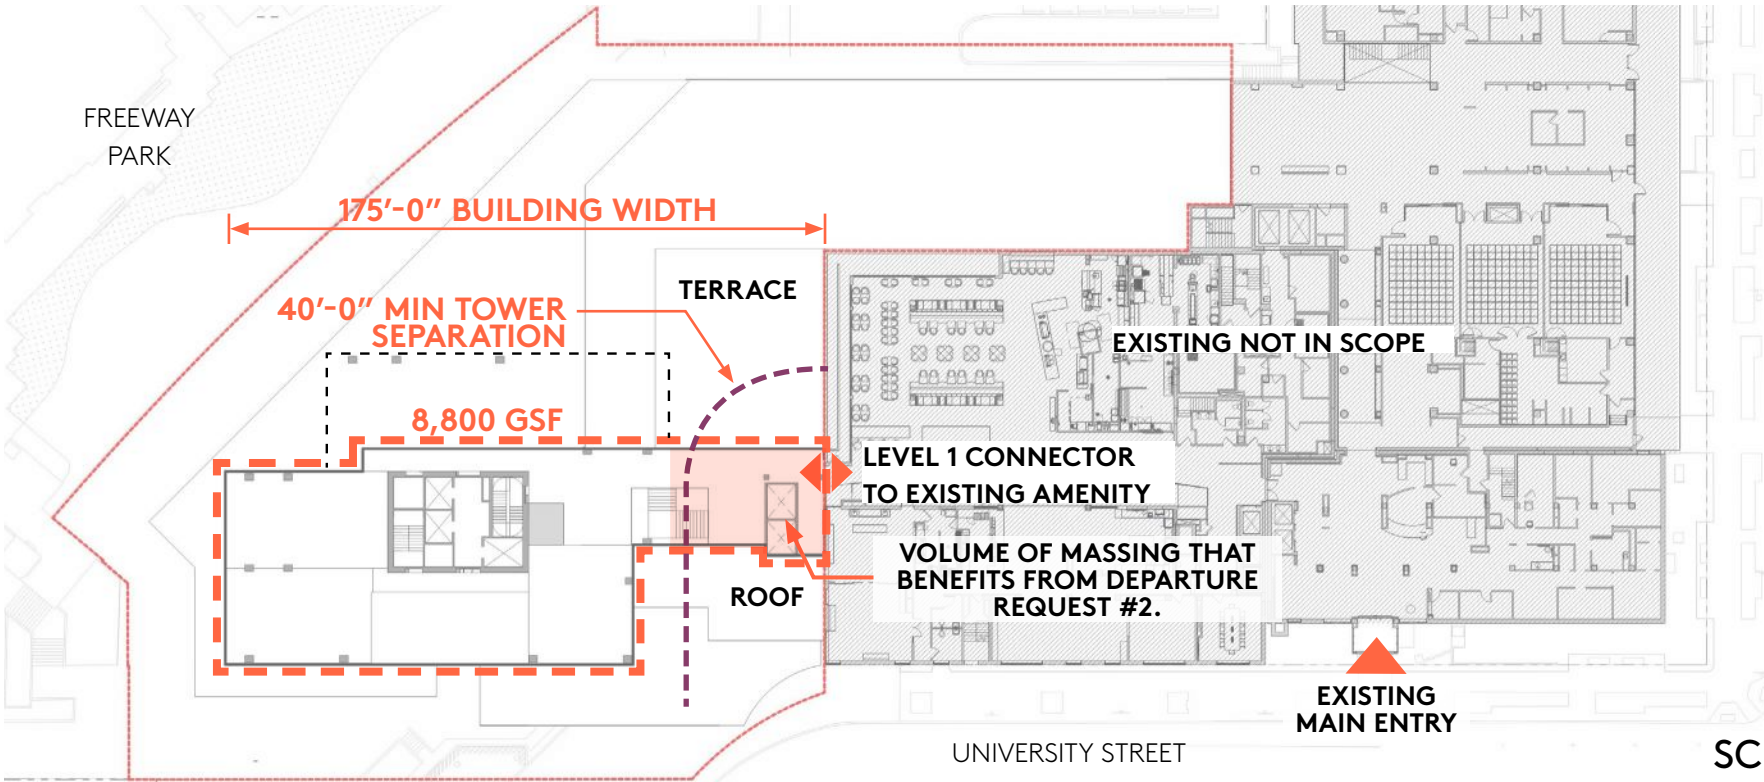 FREEWAY
PARK
175'-0" BUILDING WIDTH
TERRACE
40'-0" MIN TOWER
SEPARATION
EXISTING NOT IN SCOPE
8,800 GSF
LEVEL 1 CONNECTOR
TO EXISTING AMENITY
VOLUME OF MASSING THAT
BENEFITS FROM DEPARTURE
REQUEST #2.
ROOF
EXISTING
MAIN ENTRY
UNIVERSITY STREET
SC